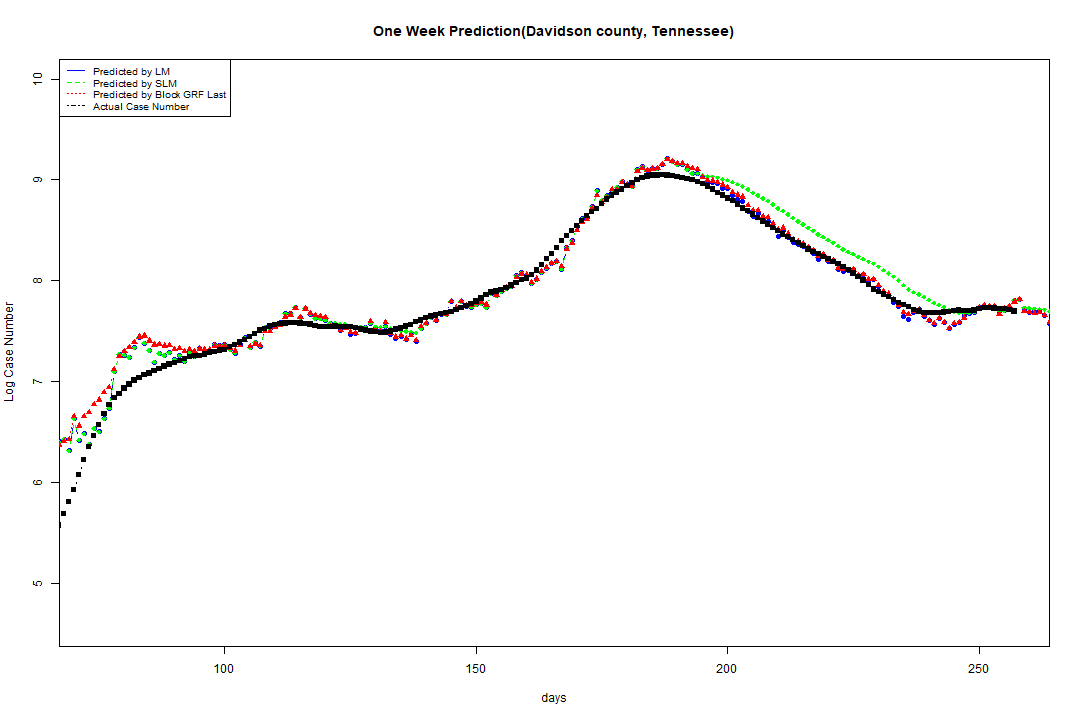 One Week Prediction(Davidson county, Tennessee)
Predicted by LM
Predicted by SLM
Predicted by Block GRF Last
Actual Case Number
10
9
8
7
6
5
Log Case Number
100 150 200 250
days